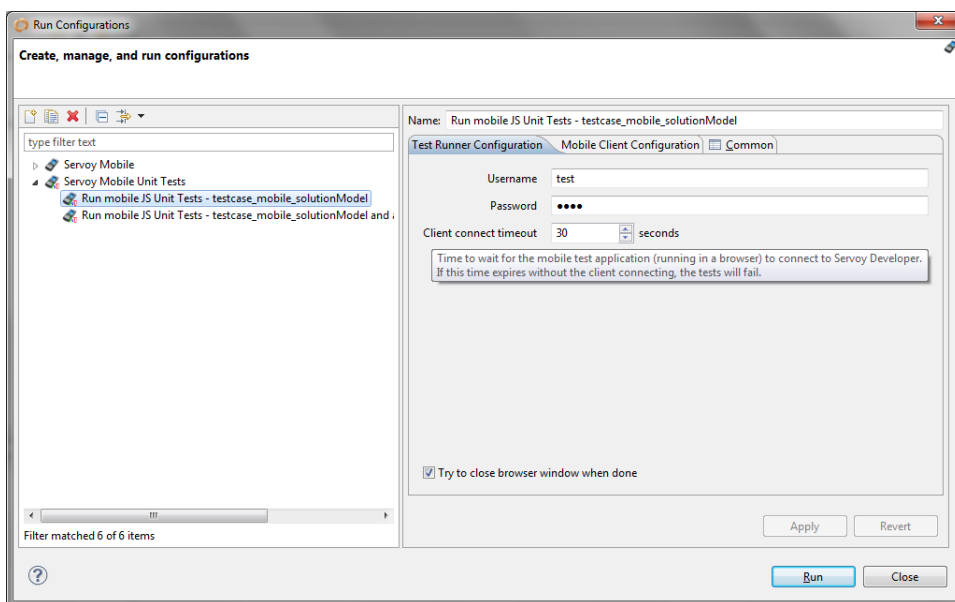 Run Configurations
x
Create, manage, and run configurations
type filter text
Servoy Mobile
Servoy Mobile Unit Tests
Run mobile JS Unit Tests - testcase_mobile_solutionModel
Run mobile JS Unit Tests - testcase_mobile_solutionModel and
Filter matched 6 of 6 items
Name: Run mobile JS Unit Tests - testcase_mobile_solutionModel
Test Runner Configuration Mobile Client Configuration Common
Username test
Password ••••
Client connect timeout 30 seconds
Time to wait for the mobile test application (running in a browser) to connect to Servoy Developer.
If this time expires without the client connecting, the tests will fail.
Try to close browser window when done
Apply Revert
? Run Close